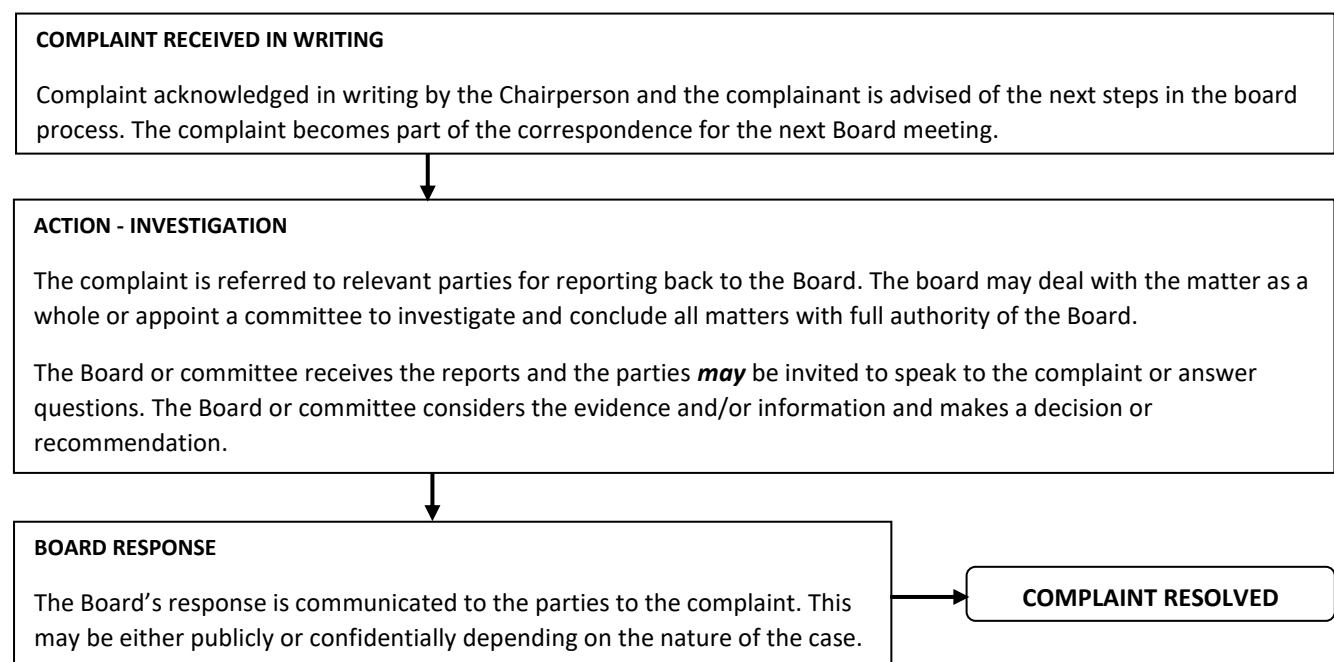 COMPLAINT RECEIVED IN WRITING
Complaint acknowledged in writing by the Chairperson and the complainant is advised of the next steps in the board
process. The complaint becomes part of the correspondence for the next Board meeting.
ACTION - INVESTIGATION
The complaint is referred to relevant parties for reporting back to the Board. The board may deal with the matter as a
whole or appoint a committee to investigate and conclude all matters with full authority of the Board.
The Board or committee receives the reports and the parties may be invited to speak to the complaint or answer
questions. The Board or committee considers the evidence and/or information and makes a decision or
recommendation.
BOARD RESPONSE
The Board’s response is communicated to the parties to the complaint. This
may be either publicly or confidentially depending on the nature of the case.
COMPLAINT RESOLVED